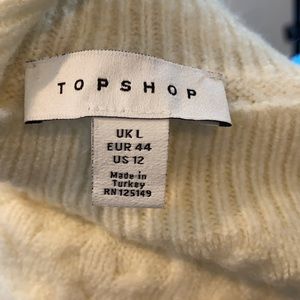 TOPSHOP
UK L
EUR 44
US 12
Made in
Turkey
RN 125149